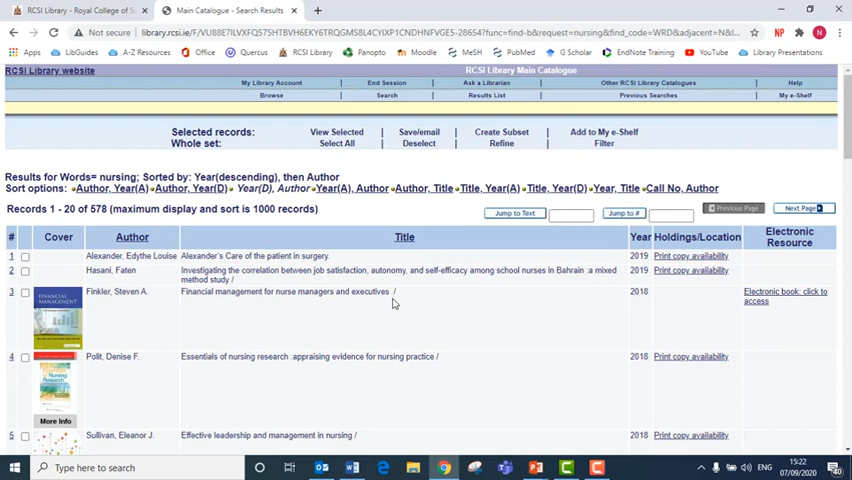 RCSI Library - Royal College of S
Main Catalogue - Search Results
Not secure
library.rcsi.ie/F/
?func=find-b&request=nursing&find_code=WRD&adjacent=N&l...
Apps LibGuides A-Z Resources Office Quercus RCSI Library Panopto Moodle MeSH PubMed G Scholar EndNote Training YouTube Library Presentations
RCSI Library website
RCSI Library Main Catalogue
My Library Account End Session Ask a Librarian Other RCSI Library Catalogues Help
Browse Search Results List Previous Searches My e-Shelf
Selected records: View Selected Save/email Create Subset Add to My e-Shelf
Whole set: Select All Deselect Refine Filter
Results for Words= nursing; Sorted by: Year(descending), then Author
Sort options: Author, Year(A) Author, Year(D) Year(D), Author Year(A), Author Author, Title Title, Year(A) Title, Year(D) Year, Title Call No, Author
Records 1 - 20 of 578 (maximum display and sort is 1000 records)
Jump to Text Jump to # Previous Page Next Page
# Cover Author Title Year Holdings/Location Electronic Resource
1 Alexander, Edythe Louise Alexander's Care of the patient in surgery. 2019 Print copy availability
2 Hasani, Faten Investigating the correlation between job satisfaction, autonomy, and self-efficacy among school nurses in Bahrain :a mixed 2019 Print copy availability
method study /
3 Finkler, Steven A. Financial management for nurse managers and executives / 2018 Electronic book: click to
access
FINANCIAL MANAGEMENT
4 Polit, Denise F. Essentials of nursing research :appraising evidence for nursing practice / 2018 Print copy availability
Nursing Research
More Info
5 Sullivan, Eleanor J. Effective leadership and management in nursing / 2018 Print copy availability
Type here to search
ENG
15:22
07/09/2020